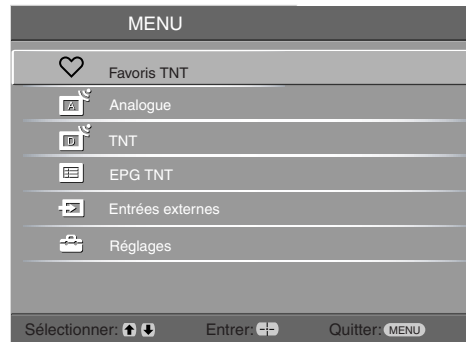 MENU
Favoris TNT
A Analogue
D TNT
EPG TNT
Entrées externes
Réglages
Sélectionner: Entrer: Quitter: MENU